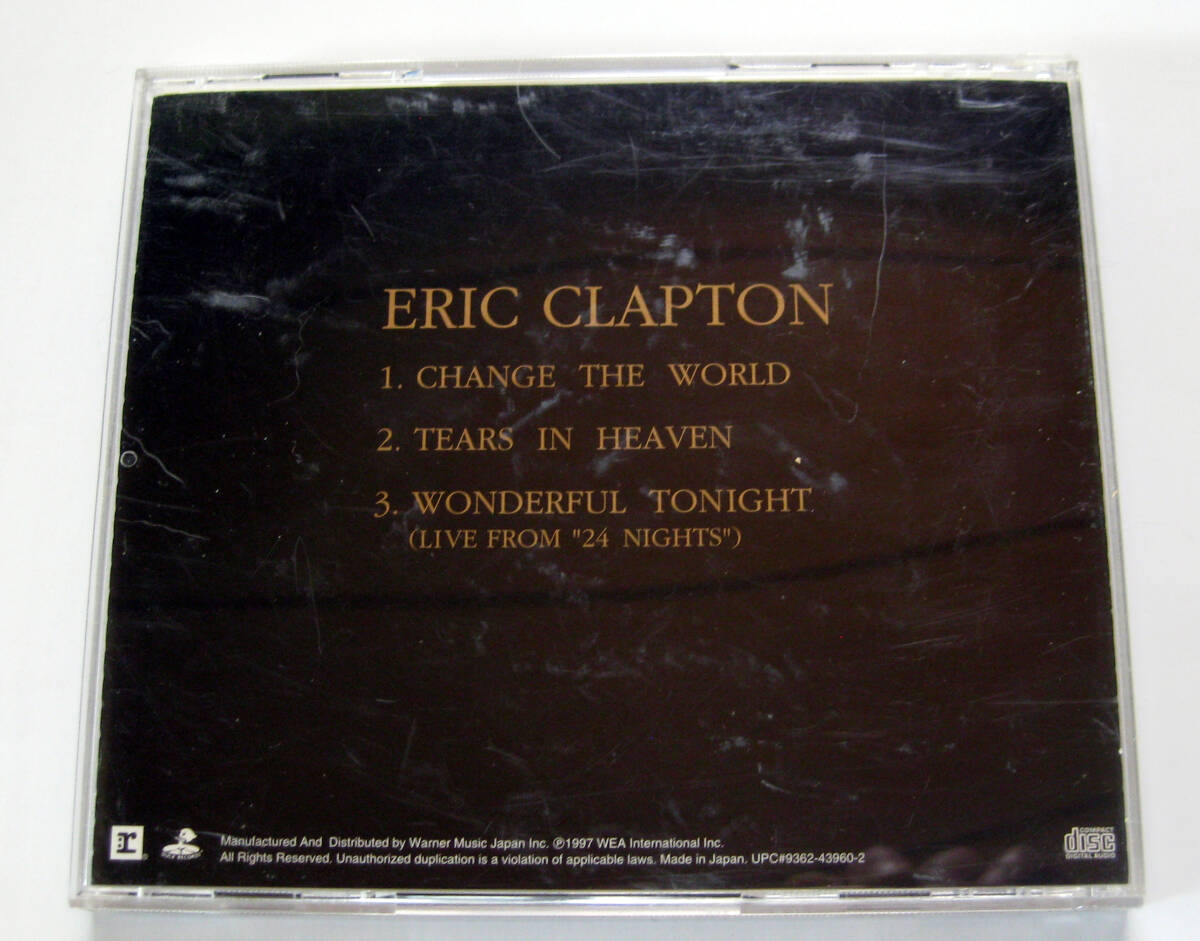 ERIC CLAPTON
1. CHANGE THE WORLD
2. TEARS IN HEAVEN
3. WONDERFUL TONIGHT
(LIVE FROM "24 NIGHTS")
r
Manufactured And Distributed by Warner Music Japan Inc. ℗1997 WEA International Inc.
All Rights Reserved. Unauthorized duplication is a violation of applicable laws. Made in Japan. UPC#9362-43960-2
COMPACT
disc
DIGITAL AUDIO